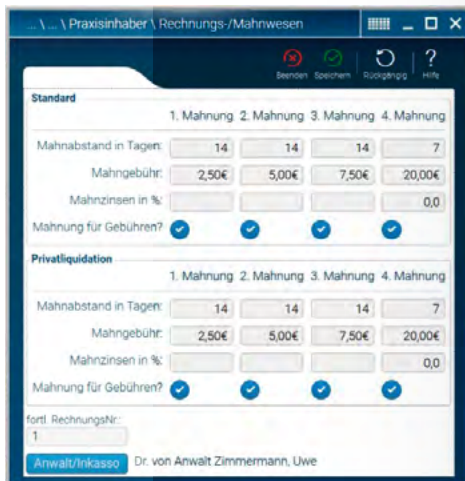 ... \ ... \ Praxisinhaber \ Rechnungs-/Mahnwesen
Beenden Speichern Rückgängig Hilfe
Standard
1. Mahnung 2. Mahnung 3. Mahnung 4. Mahnung
Mahnabstand in Tagen: 14 14 14 7
Mahngebühr: 2,50€ 5,00€ 7,50€ 20,00€
Mahnzinsen in %: 0,0
Mahnung für Gebühren?
Privatliquidation
1. Mahnung 2. Mahnung 3. Mahnung 4. Mahnung
Mahnabstand in Tagen: 14 14 14 7
Mahngebühr: 2,50€ 5,00€ 7,50€ 20,00€
Mahnzinsen in %: 0,0
Mahnung für Gebühren?
fortl. RechnungsNr.:
1
Anwalt/Inkasso Dr. von Anwalt Zimmermann, Uwe